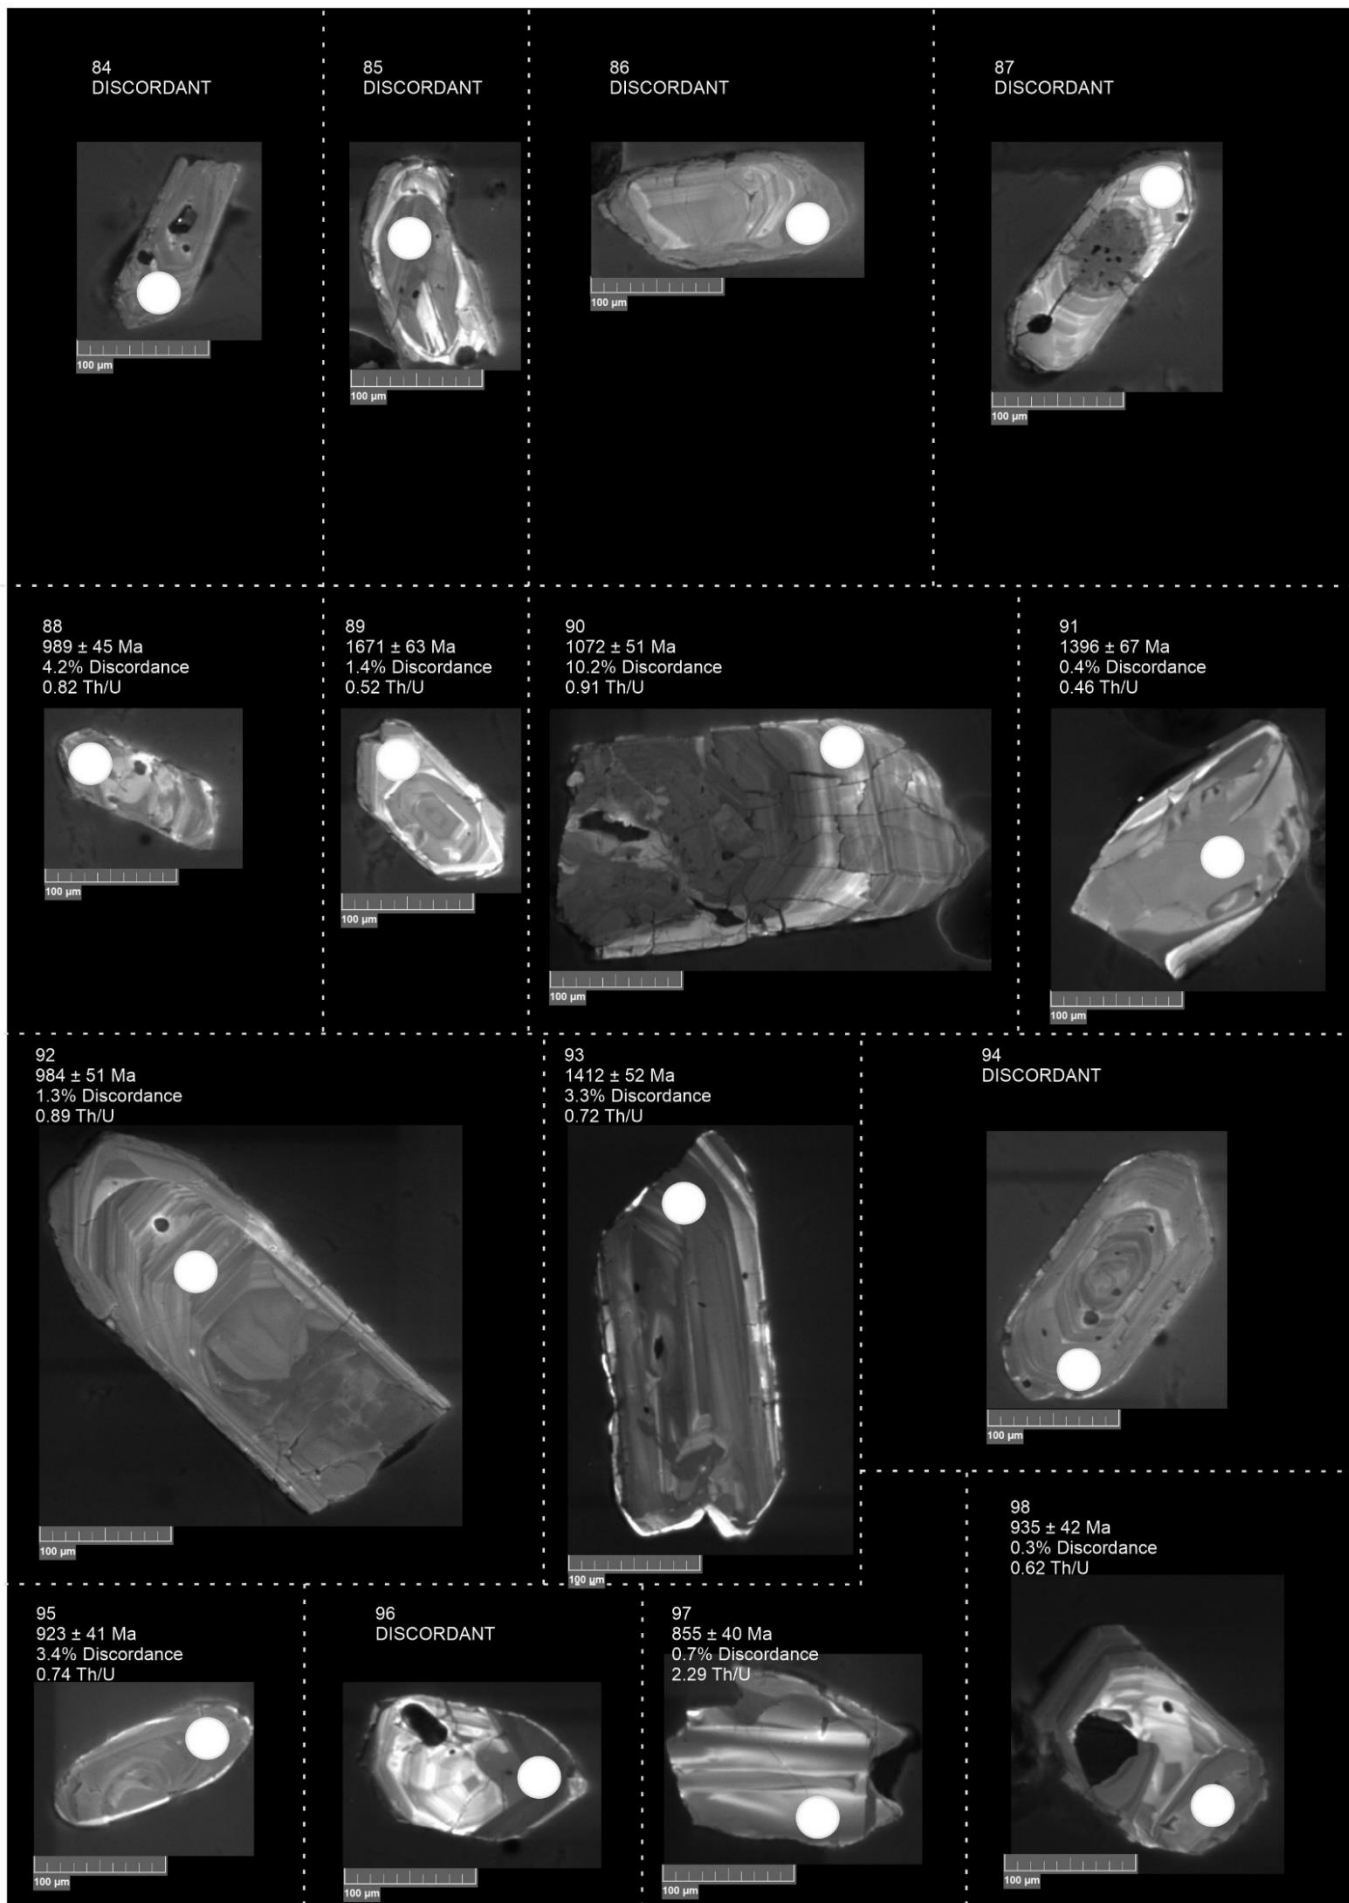 84
DISCORDANT
100 µm
85
DISCORDANT
100 µm
86
DISCORDANT
100 µm
87
DISCORDANT
100 µm
88
989 ± 45 Ma
4.2% Discordance
0.82 Th/U
100 µm
89
1671 ± 63 Ma
1.4% Discordance
0.52 Th/U
100 µm
90
1072 ± 51 Ma
10.2% Discordance
0.91 Th/U
100 µm
91
1396 ± 67 Ma
0.4% Discordance
0.46 Th/U
100 µm
92
984 ± 51 Ma
1.3% Discordance
0.89 Th/U
100 µm
93
1412 ± 52 Ma
3.3% Discordance
0.72 Th/U
100 µm
94
DISCORDANT
100 µm
95
923 ± 41 Ma
3.4% Discordance
0.74 Th/U
100 µm
96
DISCORDANT
100 µm
97
855 ± 40 Ma
0.7% Discordance
2.29 Th/U
100 µm
98
935 ± 42 Ma
0.3% Discordance
0.62 Th/U
100 µm